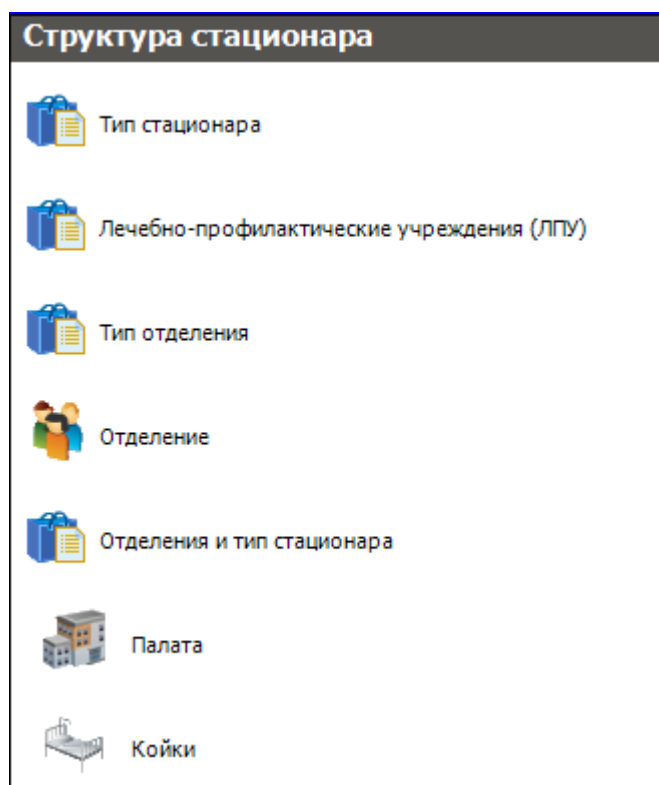 Структура стационара
Тип стационара
Лечебно-профилактические учреждения (ЛПУ)
Тип отделения
Отделение
Отделения и тип стационара
Палата
Койки